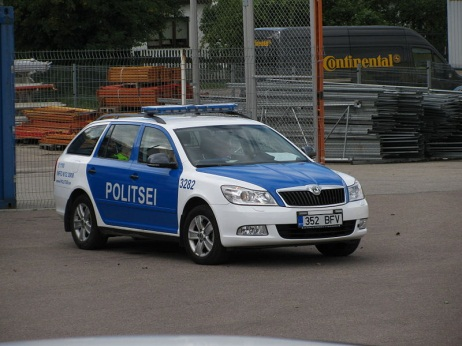 Continental
POLITSEI
3282
352 BFV